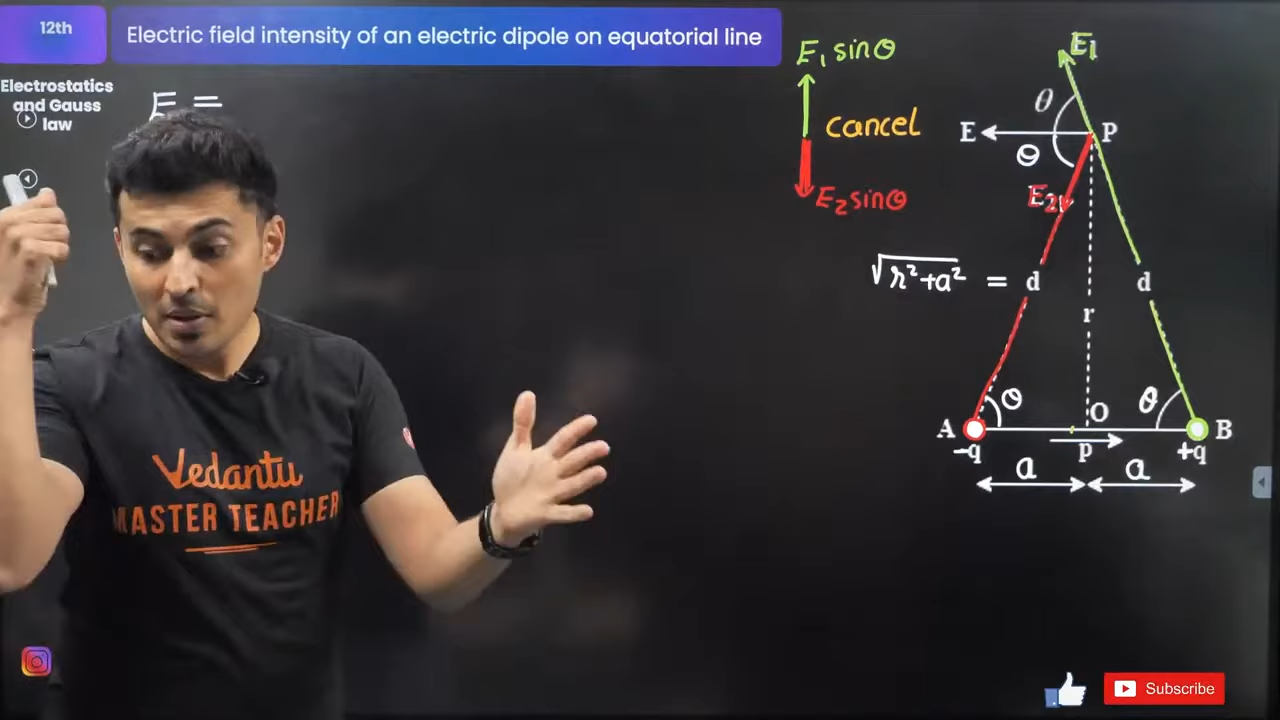 12th
Electric field intensity of an electric dipole on equatorial line
Electrostatics
and Gauss
law
E =
E₁ sinθ
cancel
E₂ sinθ
E₁
θ
E
P
θ
E₂
√r²+a² = d
d
r
θ
θ
O
A
B
-q
p
+q
a
a
Vedantu
MASTER TEACHER
Subscribe